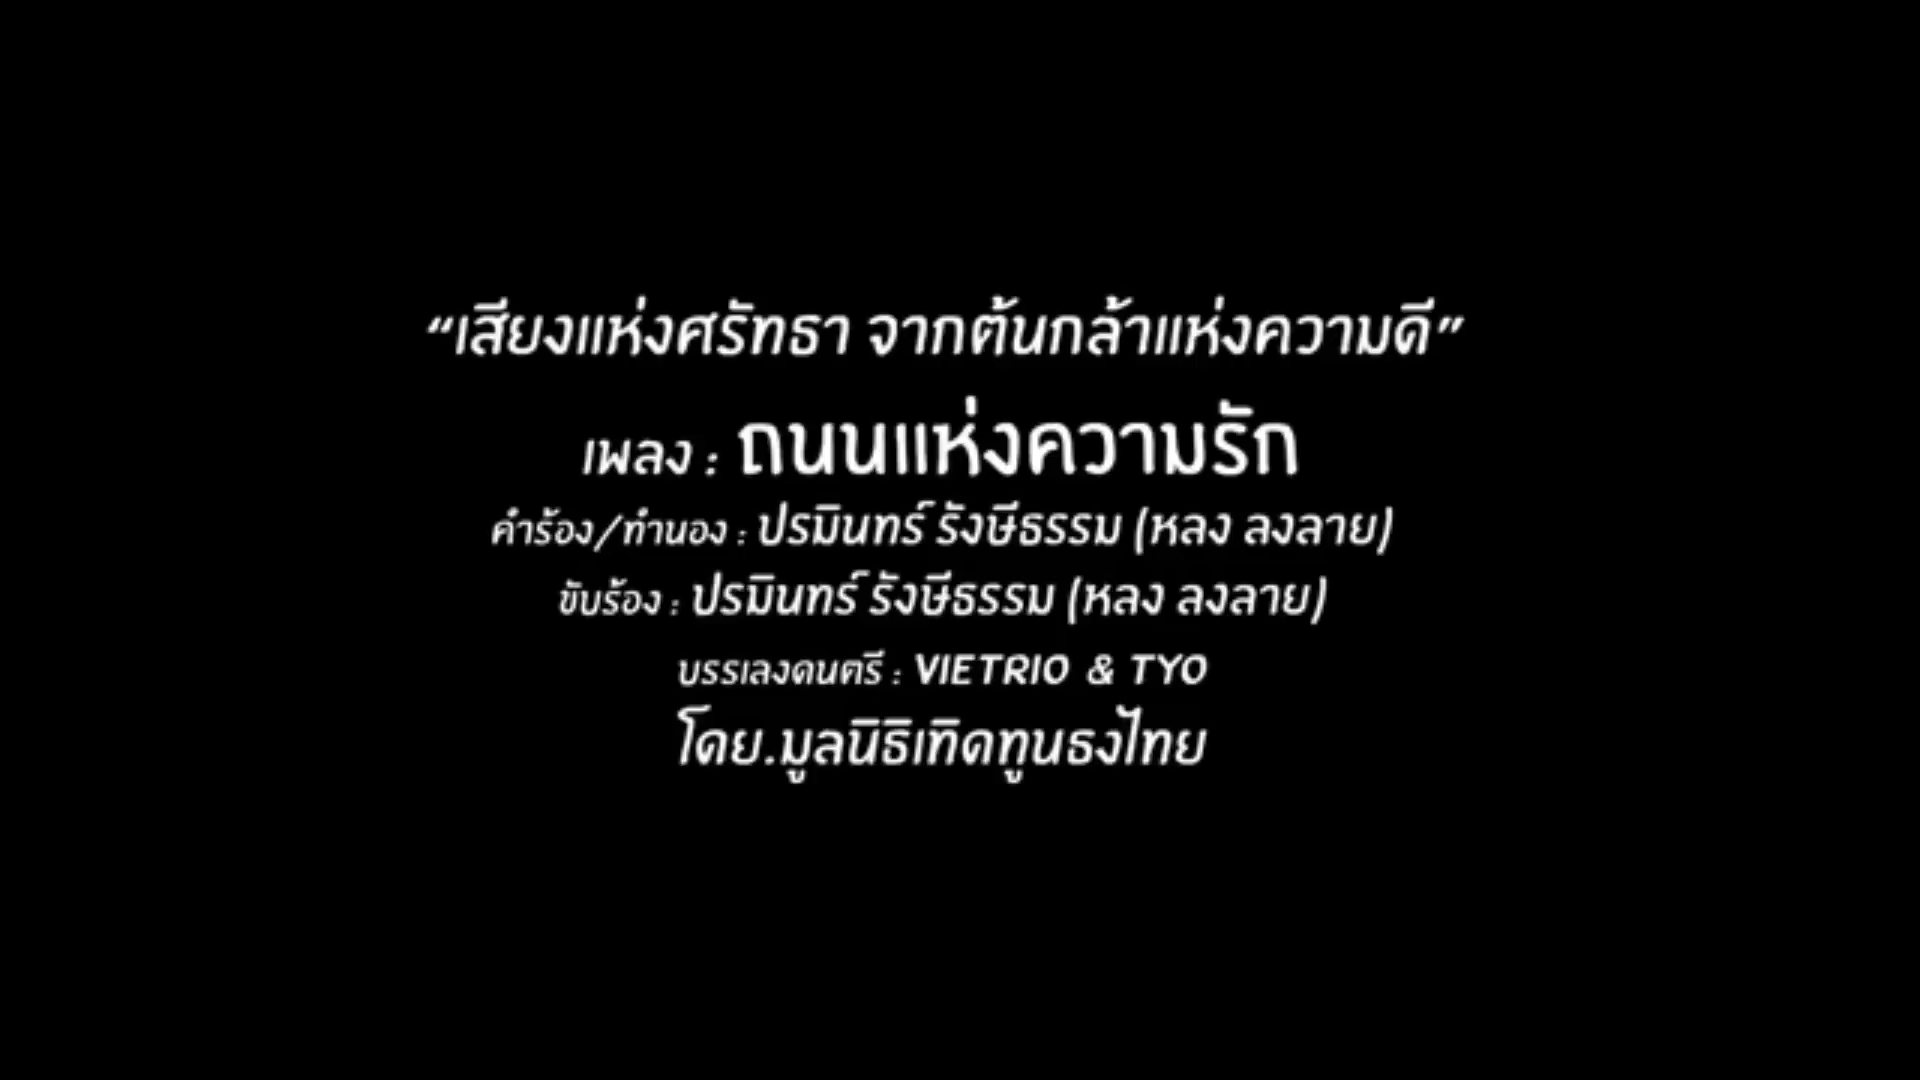 “เสียงแห่งศรัทธา จากต้นกล้าแห่งความดี”
เพลง : ถนนแห่งความรัก
คำร้อง/ทำนอง : ปรมินทร์ รังษีธรรม (หลง ลงลาย)
ขับร้อง : ปรมินทร์ รังษีธรรม (หลง ลงลาย)
บรรเลงดนตรี : VIETRIO & TYO
โดย.มูลนิธิเทิดทูนธงไทย